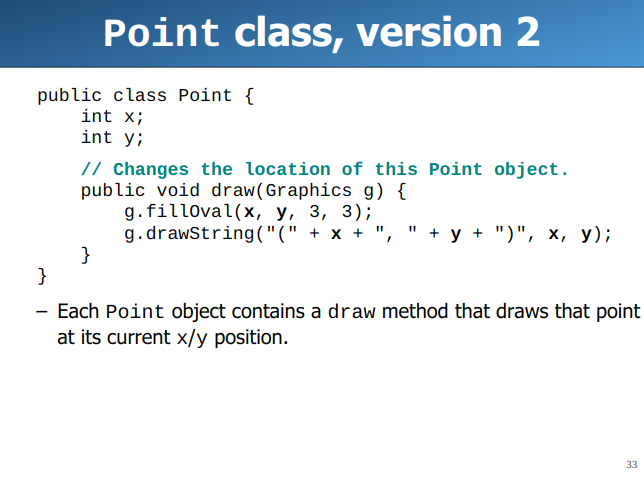 Point class, version 2
public class Point {
    int x;
    int y;
    // Changes the location of this Point object.
    public void draw(Graphics g) {
        g.fillOval(x, y, 3, 3);
        g.drawString("(" + x + ", " + y + ")", x, y);
    }
}
– Each Point object contains a draw method that draws that point
at its current x/y position.
33